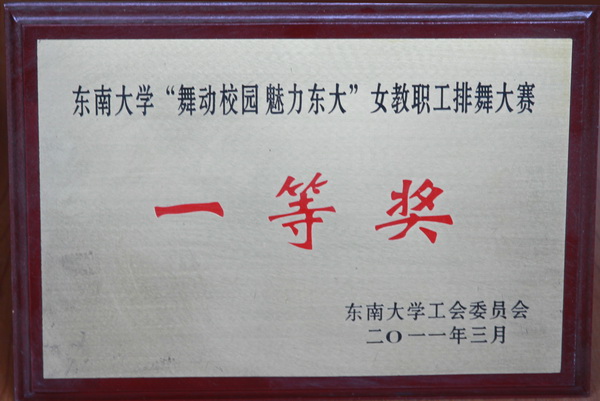 东南大学“舞动校园 魅力东大”女教职工排舞大赛
一等奖
东南大学工会委员会
二〇一一年三月